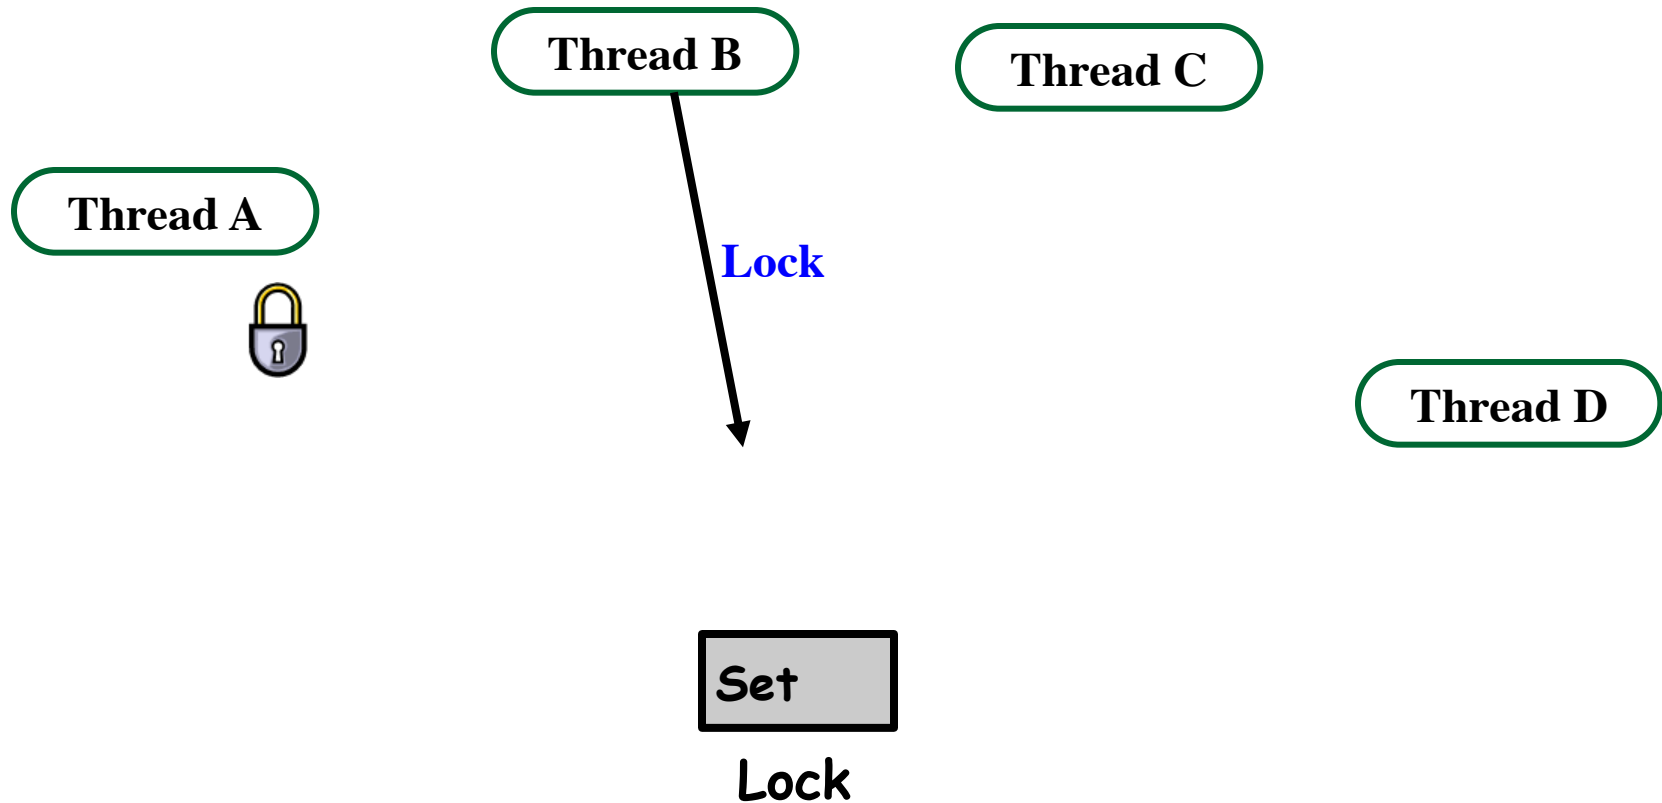 Thread B
Thread C
Thread A
Lock
Thread D
Set
Lock